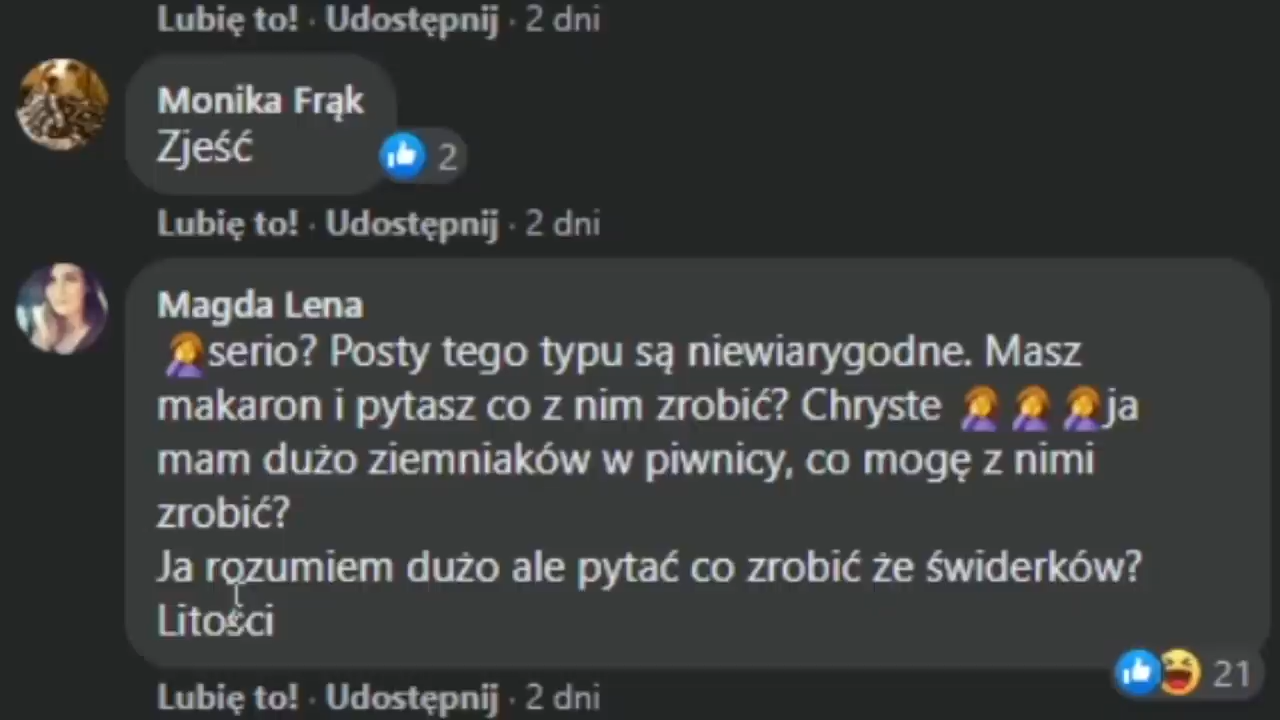 Lubię to! · Udostępnij · 2 dni
Monika Frąk
Zjeść
2
Lubię to! · Udostępnij · 2 dni
Magda Lena
🤦‍♀️serio? Posty tego typu są niewiarygodne. Masz
makaron i pytasz co z nim zrobić? Chryste 🤦‍♀️🤦‍♀️🤦‍♀️ja
mam dużo ziemniaków w piwnicy, co mogę z nimi
zrobić?
Ja rozumiem dużo ale pytać co zrobić że świderków?
Litości
21
Lubię to! · Udostępnij · 2 dni